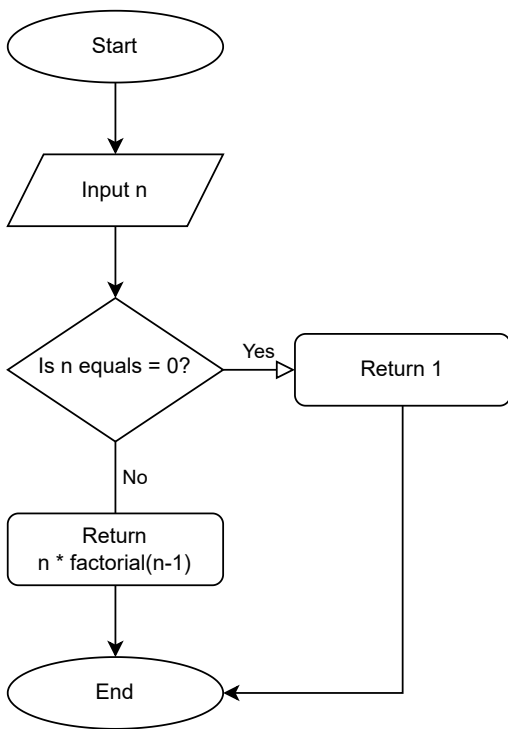 Start
Input n
Is n equals = 0?
Yes
Return 1
No
Return
n * factorial(n-1)
End